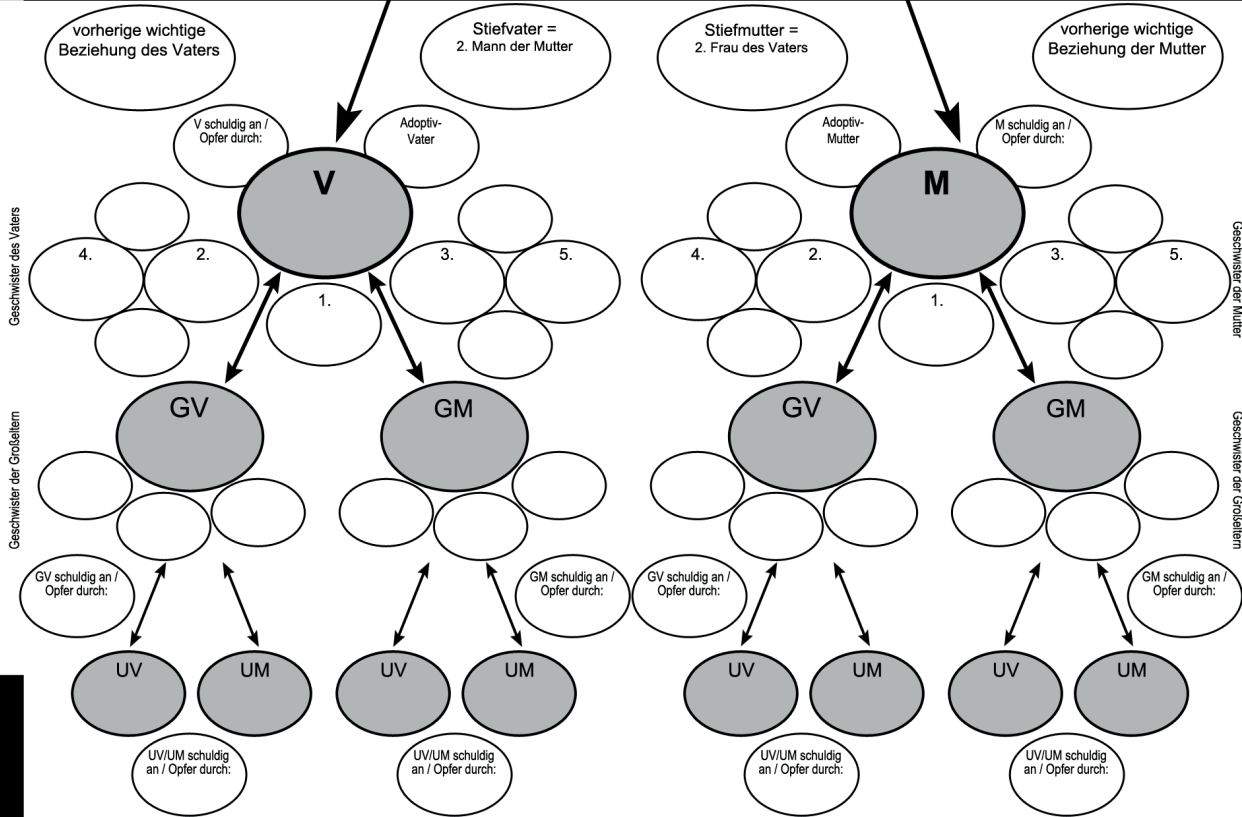 vorherige wichtige
Beziehung des Vaters
Stiefvater =
2. Mann der Mutter
Stiefmutter =
2. Frau des Vaters
vorherige wichtige
Beziehung der Mutter
V schuldig an /
Opfer durch:
Adoptiv-
Vater
Adoptiv-
Mutter
M schuldig an /
Opfer durch:
V
M
Geschwister des Vaters
4.
2.
3.
5.
1.
4.
2.
3.
5.
1.
Geschwister der Mutter
GV
GM
GV
GM
Geschwister der Großeltern
Geschwister der Großeltern
GV schuldig an /
Opfer durch:
GM schuldig an /
Opfer durch:
GV schuldig an /
Opfer durch:
GM schuldig an /
Opfer durch:
UV
UM
UV
UM
UV
UM
UV
UM
UV/UM schuldig
an / Opfer durch:
UV/UM schuldig
an / Opfer durch:
UV/UM schuldig
an / Opfer durch:
UV/UM schuldig
an / Opfer durch: